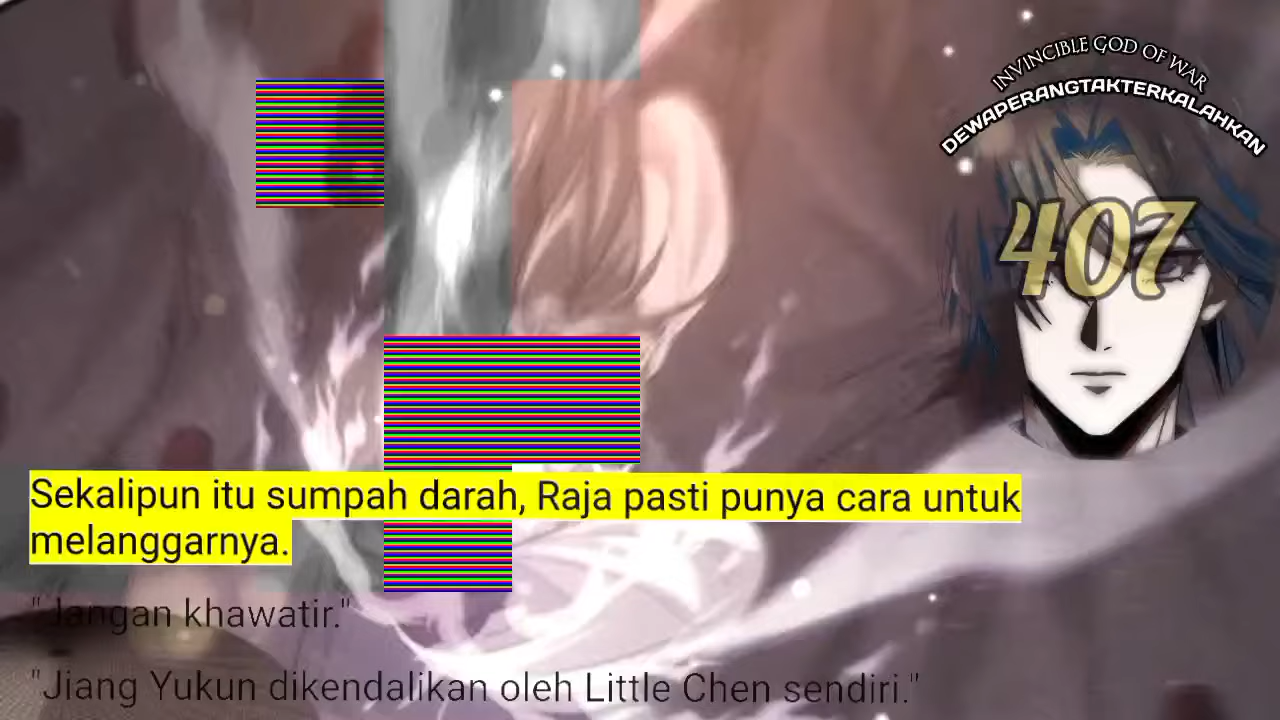 INVINCIBLE GOD OF WAR
DEWAPERANGTAKTERKALAHKAN
407
Sekalipun itu sumpah darah, Raja pasti punya cara untuk
melanggarnya.
"Jangan khawatir."
"Jiang Yukun dikendalikan oleh Little Chen sendiri."